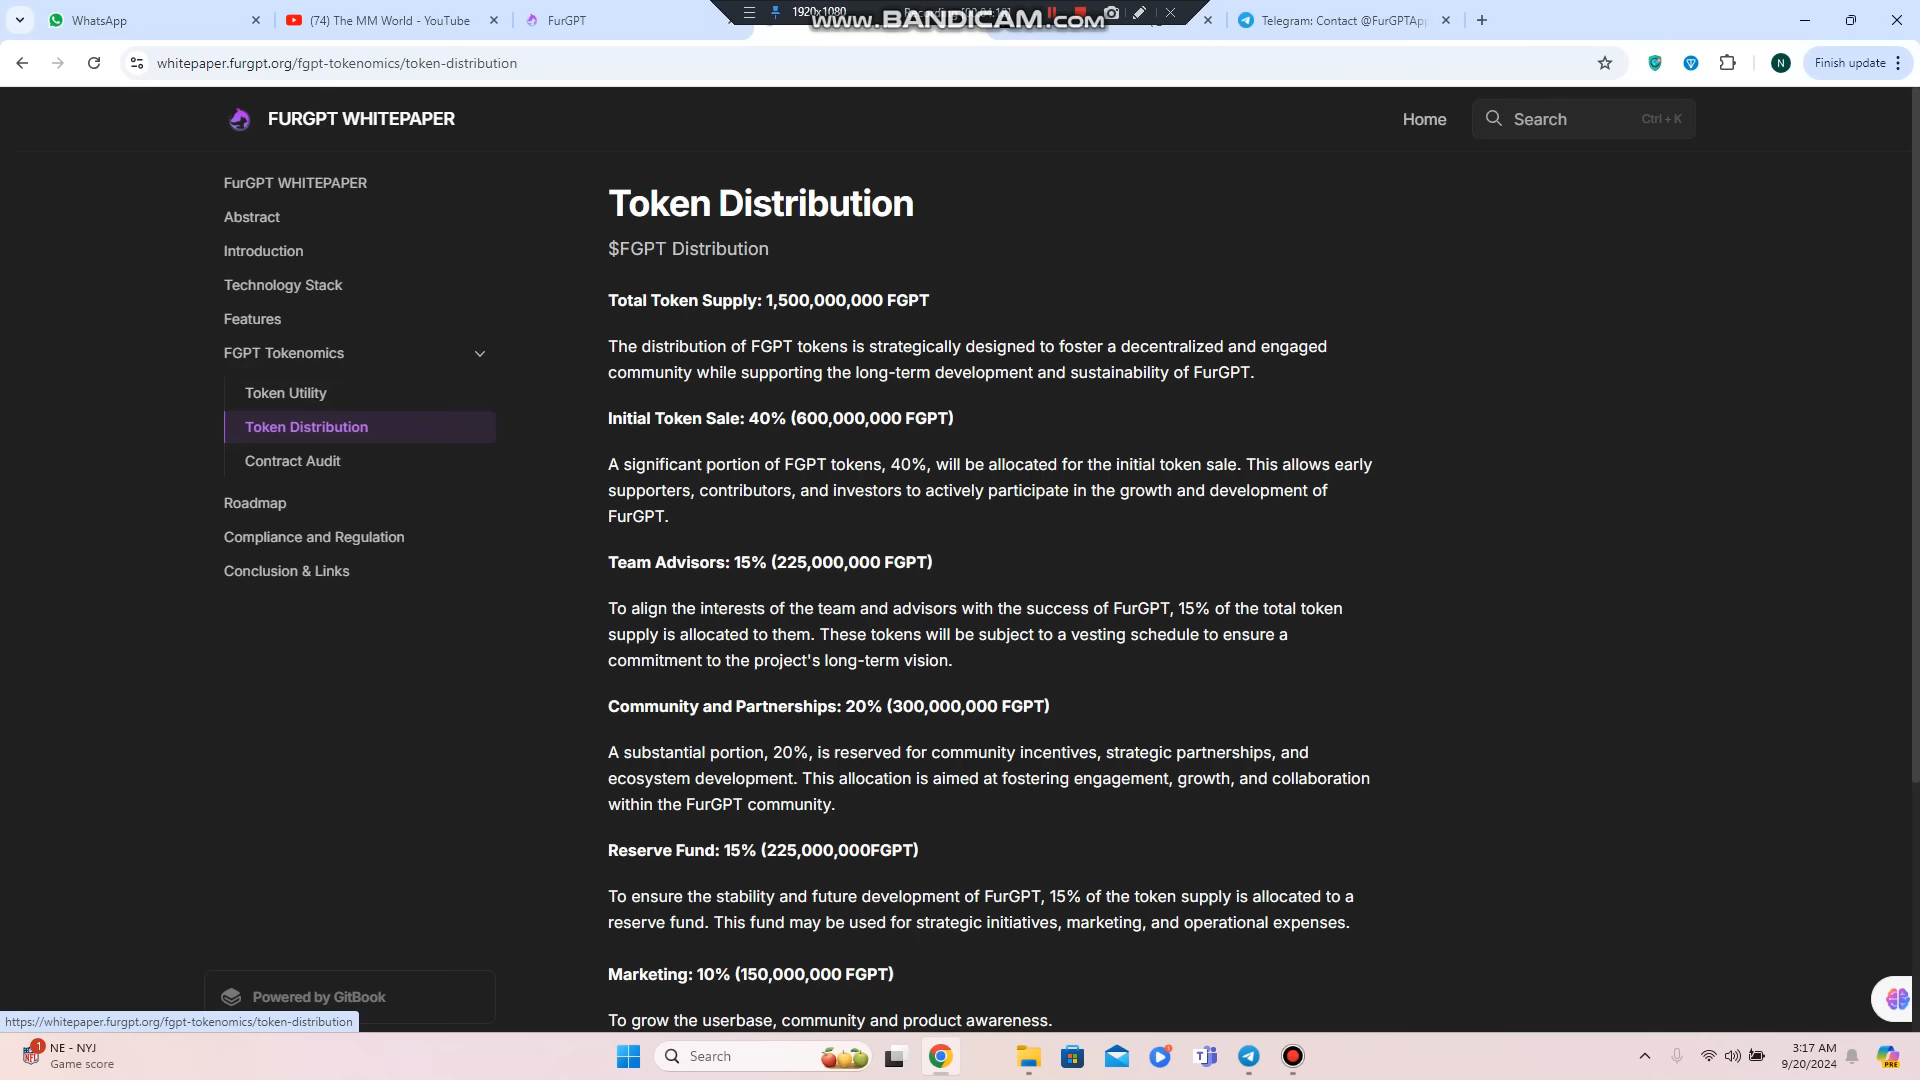 WhatsApp
(74) The MM World - YouTube
FurGPT
1920x1080
www.BANDICAM.com
Telegram: Contact @FurGPTApp
whitepaper.furgpt.org/fgpt-tokenomics/token-distribution
N
Finish update
FURGPT WHITEPAPER
Home
Search
Ctrl + K
FurGPT WHITEPAPER
Abstract
Introduction
Technology Stack
Features
FGPT Tokenomics
Token Utility
Token Distribution
Contract Audit
Roadmap
Compliance and Regulation
Conclusion & Links
Powered by GitBook
Token Distribution
$FGPT Distribution
Total Token Supply: 1,500,000,000 FGPT
The distribution of FGPT tokens is strategically designed to foster a decentralized and engaged
community while supporting the long-term development and sustainability of FurGPT.
Initial Token Sale: 40% (600,000,000 FGPT)
A significant portion of FGPT tokens, 40%, will be allocated for the initial token sale. This allows early
supporters, contributors, and investors to actively participate in the growth and development of
FurGPT.
Team Advisors: 15% (225,000,000 FGPT)
To align the interests of the team and advisors with the success of FurGPT, 15% of the total token
supply is allocated to them. These tokens will be subject to a vesting schedule to ensure a
commitment to the project's long-term vision.
Community and Partnerships: 20% (300,000,000 FGPT)
A substantial portion, 20%, is reserved for community incentives, strategic partnerships, and
ecosystem development. This allocation is aimed at fostering engagement, growth, and collaboration
within the FurGPT community.
Reserve Fund: 15% (225,000,000FGPT)
To ensure the stability and future development of FurGPT, 15% of the token supply is allocated to a
reserve fund. This fund may be used for strategic initiatives, marketing, and operational expenses.
Marketing: 10% (150,000,000 FGPT)
To grow the userbase, community and product awareness.
https://whitepaper.furgpt.org/fgpt-tokenomics/token-distribution
1
NE - NYJ
Game score
Search
3:17 AM
9/20/2024
PRE